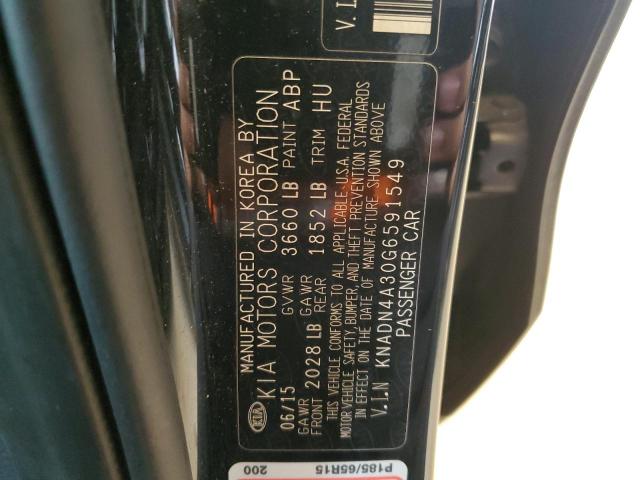 V.I.
MANUFACTURED IN KOREA BY
KIA KIA MOTORS CORPORATION
06/15 GVWR 3660 LB PAINT ABP
GAWR FRONT 2028 LB GAWR REAR 1852 LB TRIM HU
THIS VEHICLE CONFORMS TO ALL APPLICABLE U.S.A. FEDERAL
MOTOR VEHICLE SAFETY, BUMPER, AND THEFT PREVENTION STANDARDS
IN EFFECT ON THE DATE OF MANUFACTURE SHOWN ABOVE
V.I.N KNADN4A30G6591549
PASSENGER CAR
P185/65R15
200